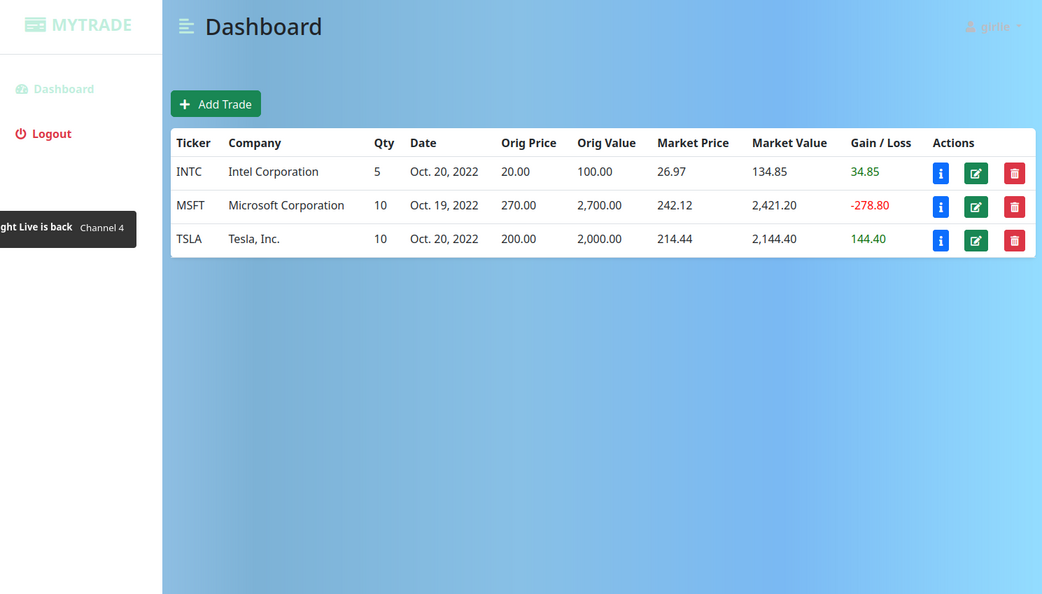 MYTRADE
Dashboard
Dashboard
Logout
ght Live is back Channel 4
Add Trade
Ticker Company Qty Date Orig Price Orig Value Market Price Market Value Gain / Loss Actions
INTC Intel Corporation 5 Oct. 20, 2022 20.00 100.00 26.97 134.85 34.85
MSFT Microsoft Corporation 10 Oct. 19, 2022 270.00 2,700.00 242.12 2,421.20 -278.80
TSLA Tesla, Inc. 10 Oct. 20, 2022 200.00 2,000.00 214.44 2,144.40 144.40